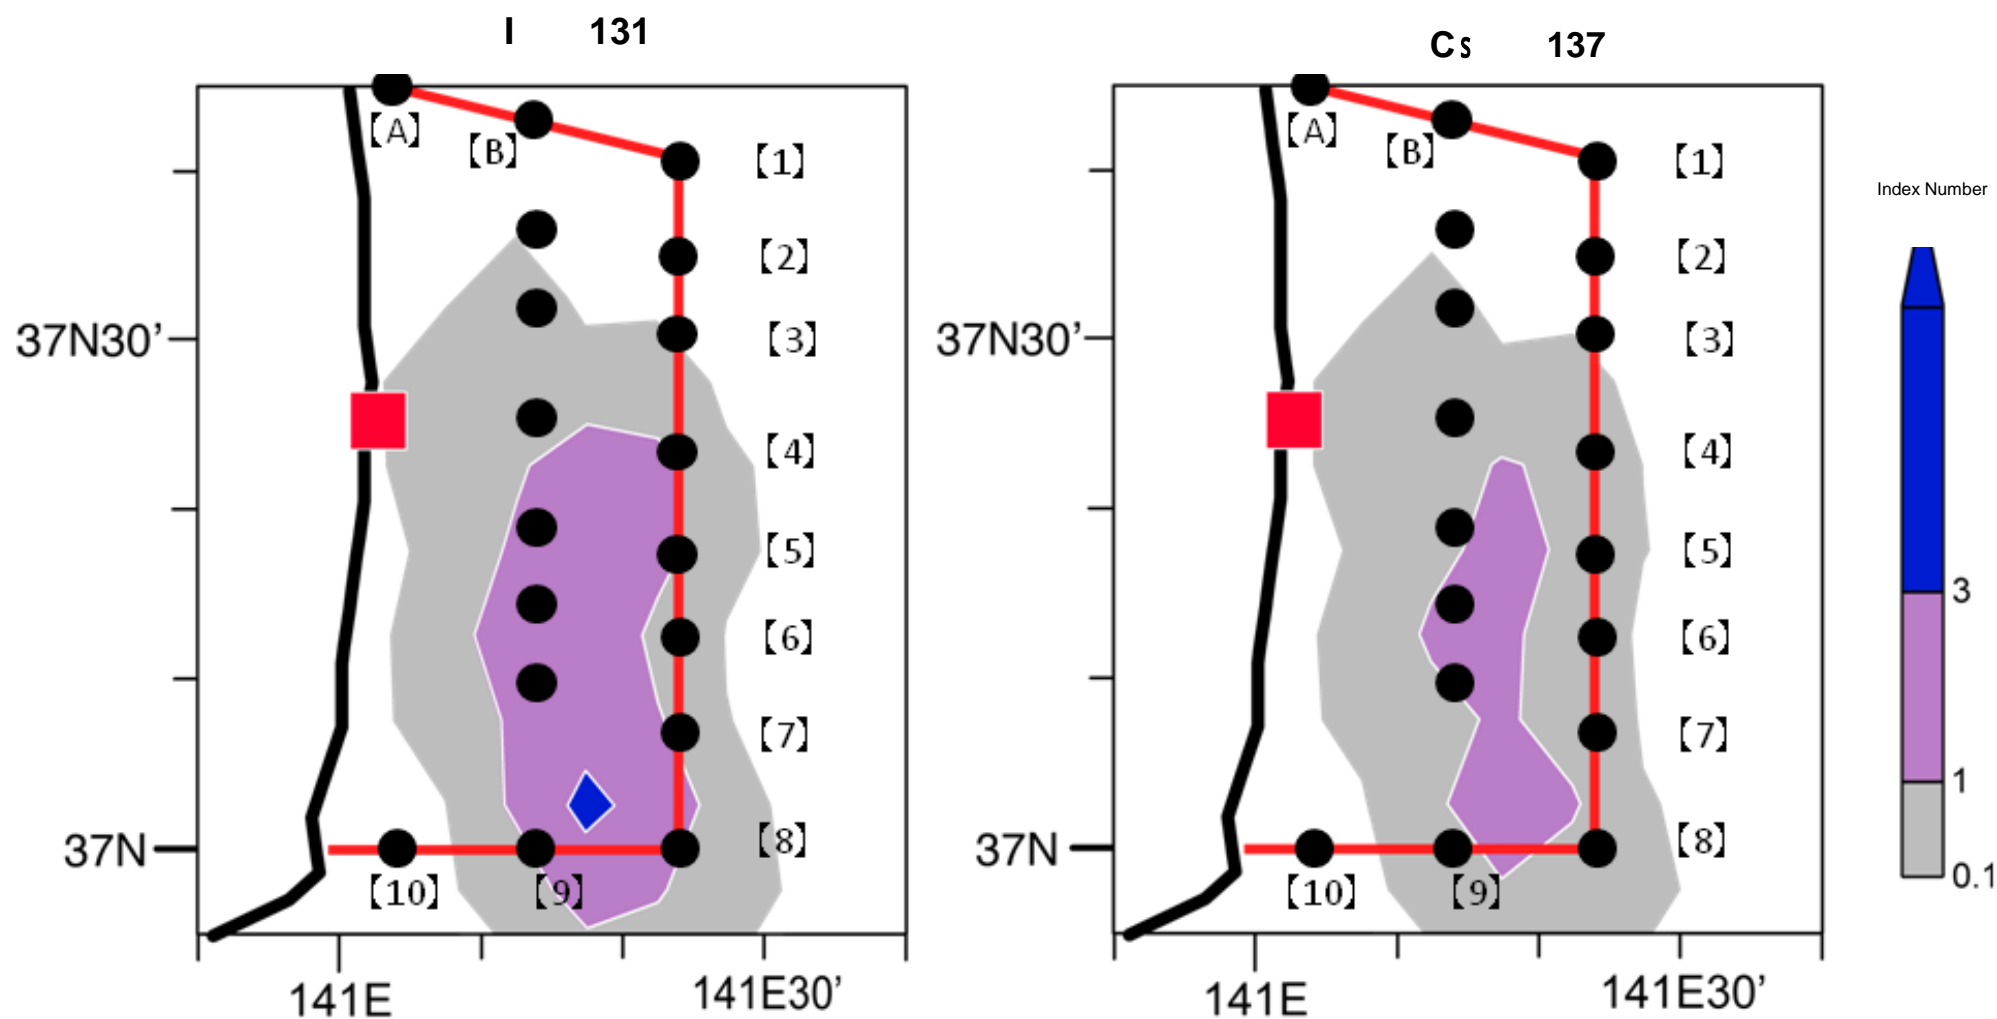 I 131
Cs 137
【A】
【B】
【1】
【2】
【3】
【4】
【5】
【6】
【7】
【8】
【9】
【10】
37N30’
37N
141E
141E30’
【A】
【B】
【1】
【2】
【3】
【4】
【5】
【6】
【7】
【8】
【9】
【10】
37N30’
37N
141E
141E30’
Index Number
3
1
0.1